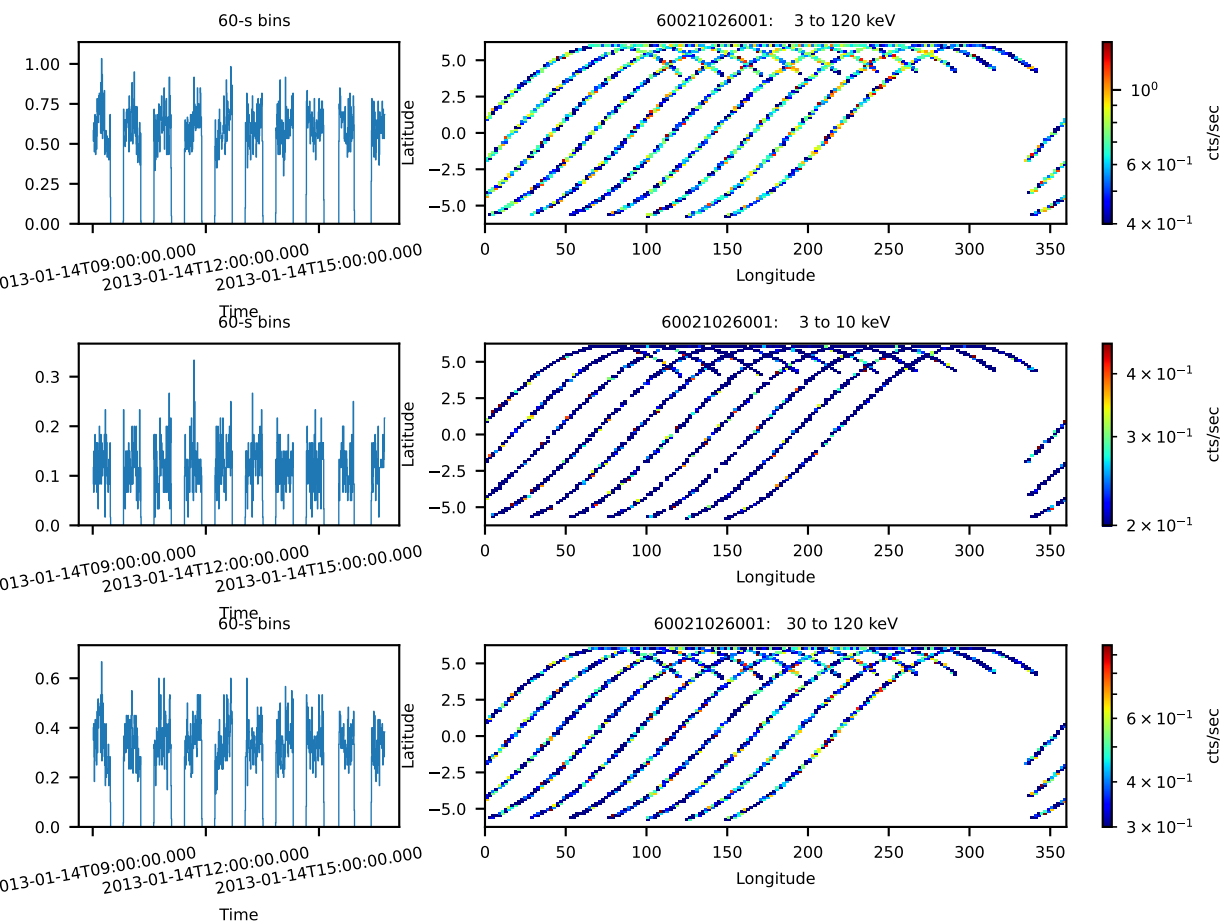 60-s bins
60021026001:    3 to 120 keV
1.00
0.75
0.50
0.25
0.00
Latitude
5.0
2.5
0.0
−2.5
−5.0
10⁰
6 × 10⁻¹
4 × 10⁻¹
cts/sec
013-01-14T09:00:00.000
2013-01-14T12:00:00.000
2013-01-14T15:00:00.000
Time
0 50 100 150 200 250 300 350
Longitude
60-s bins
60021026001:    3 to 10 keV
0.3
0.2
0.1
0.0
Latitude
5.0
2.5
0.0
−2.5
−5.0
4 × 10⁻¹
3 × 10⁻¹
2 × 10⁻¹
cts/sec
013-01-14T09:00:00.000
2013-01-14T12:00:00.000
2013-01-14T15:00:00.000
Time
0 50 100 150 200 250 300 350
Longitude
60-s bins
60021026001:   30 to 120 keV
0.6
0.4
0.2
0.0
Latitude
5.0
2.5
0.0
−2.5
−5.0
6 × 10⁻¹
4 × 10⁻¹
3 × 10⁻¹
cts/sec
013-01-14T09:00:00.000
2013-01-14T12:00:00.000
2013-01-14T15:00:00.000
Time
0 50 100 150 200 250 300 350
Longitude